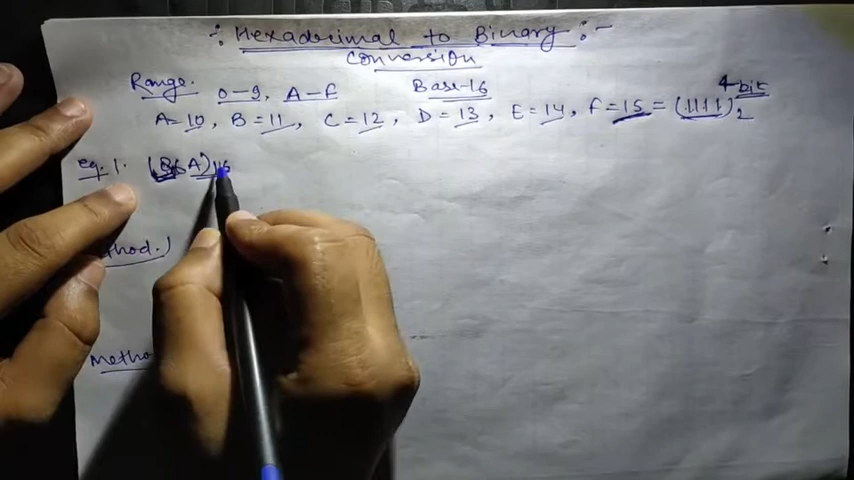 :. Hexadecimal to Binary :-
Conversion
Range. 0-9, A-F Base-16 4 bit
A=10, B=11, C=12, D=13, E=14, F=15 = (1111)2
eg.1. A)16
Method.)
Metho